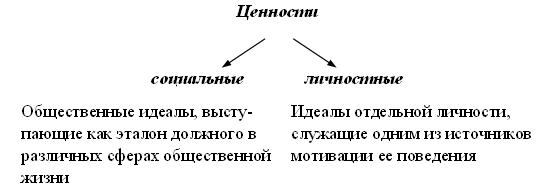 Ценности
социальные
личностные
Общественные идеалы, высту-
пающие как эталон должного в
различных сферах общественной
жизни
Идеалы отдельной личности,
служащие одним из источников
мотивации ее поведения